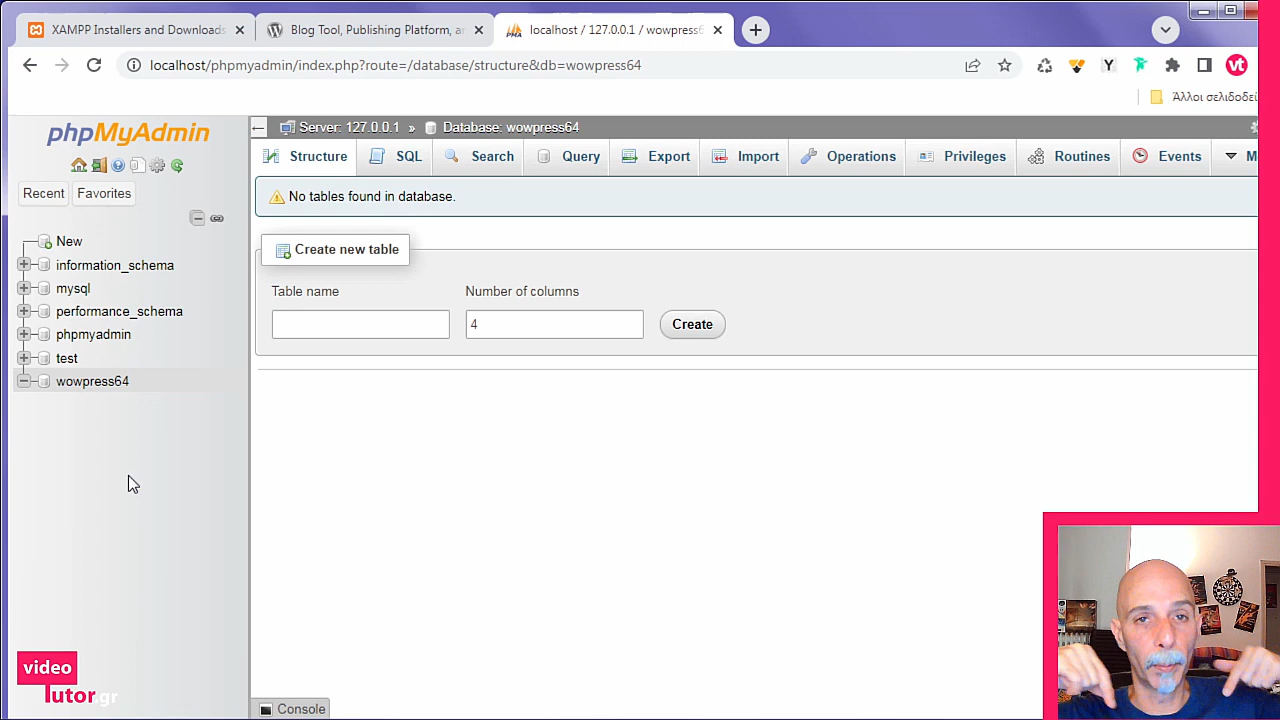 XAMPP Installers and Downloads
Blog Tool, Publishing Platform, a
localhost / 127.0.0.1 / wowpress6
localhost/phpmyadmin/index.php?route=/database/structure&db=wowpress64
Y
vt
Άλλοι σελιδοδεί
phpMyAdmin
Server: 127.0.0.1 » Database: wowpress64
Structure SQL Search Query Export Import Operations Privileges Routines Events M
Recent Favorites
No tables found in database.
New
information_schema
mysql
performance_schema
phpmyadmin
test
wowpress64
Create new table
Table name Number of columns
4 Create
video
tutor.gr
Console